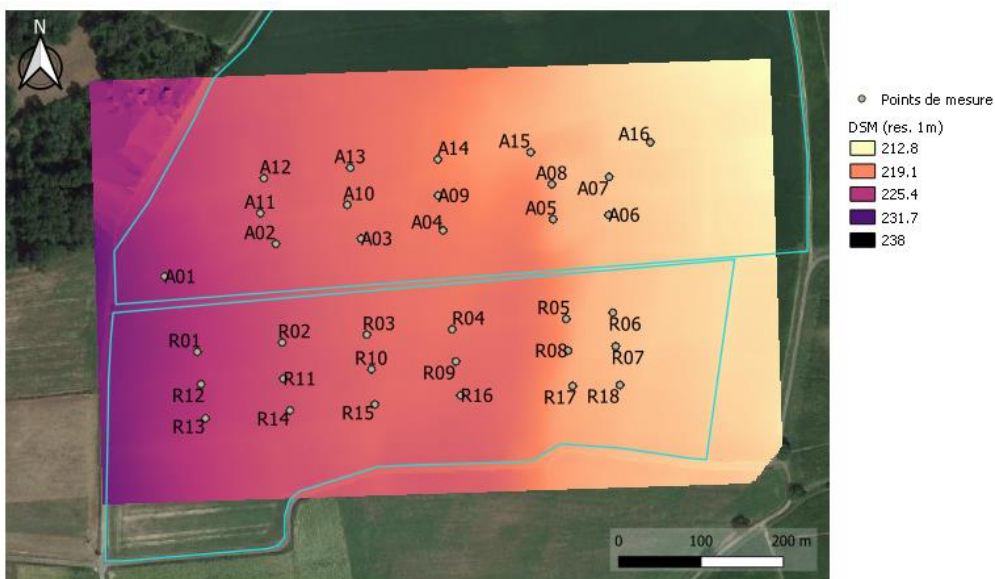 N
Points de mesure
DSM (res. 1m)
212.8
219.1
225.4
231.7
238
A16
A15
A14
A13
A12
A08
A07
A09
A10
A11
A05
A06
A04
A03
A02
A01
R06
R05
R04
R03
R02
R01
R07
R08
R09
R10
R11
R12
R18
R17
R16
R15
R14
R13
0 100 200 m